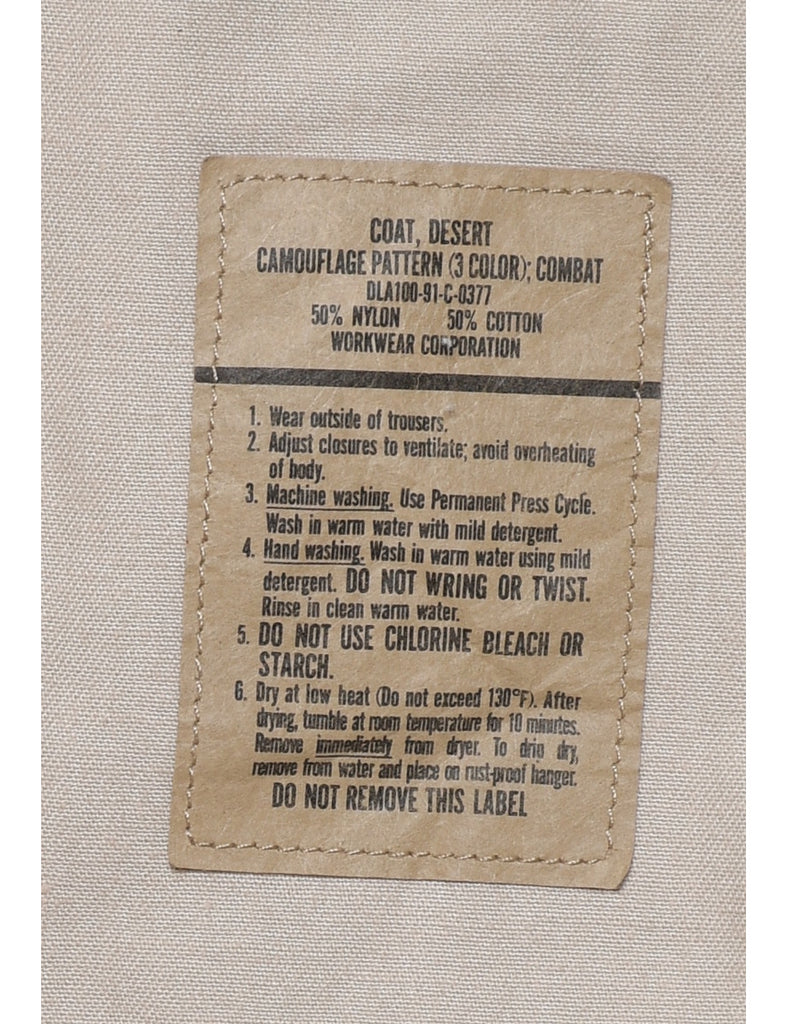 COAT, DESERT
CAMOUFLAGE PATTERN (3 COLOR); COMBAT
DLA100-91-C-0377
50% NYLON 50% COTTON
WORKWEAR CORPORATION
1. Wear outside of trousers.
2. Adjust closures to ventilate; avoid overheating
of body.
3. Machine washing. Use Permanent Press Cycle.
Wash in warm water with mild detergent.
4. Hand washing. Wash in warm water using mild
detergent. DO NOT WRING OR TWIST.
Rinse in clean warm water.
5. DO NOT USE CHLORINE BLEACH OR
STARCH.
6. Dry at low heat (Do not exceed 130°F). After
drying, tumble at room temperature for 10 minutes.
Remove immediately from dryer. To drip dry,
remove from water and place on rust-proof hanger.
DO NOT REMOVE THIS LABEL